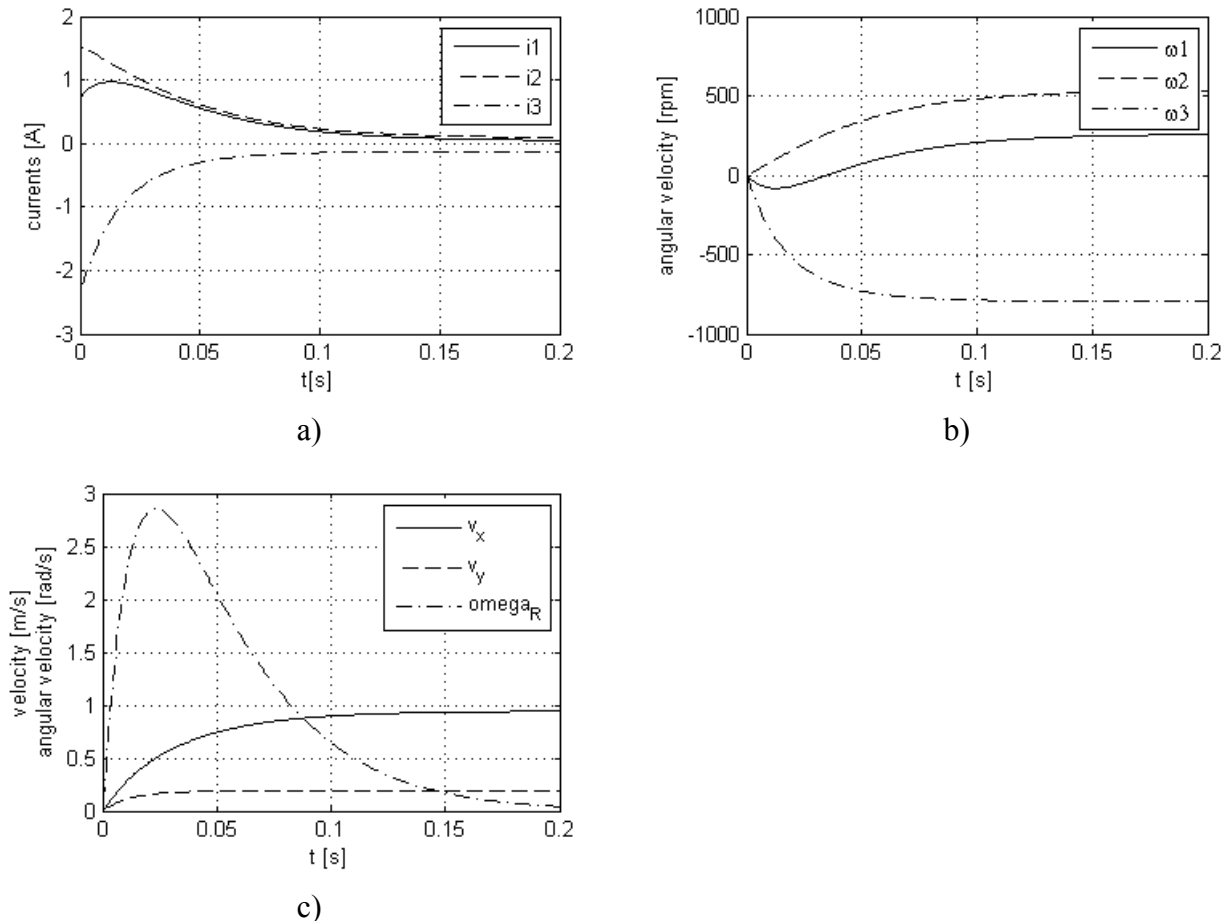 2
1
0
-1
-2
-3
currents [A]
0
0.05
0.1
0.15
0.2
t[s]
i1
i2
i3
a)
1000
500
0
-500
-1000
angular velocity [rpm]
0
0.05
0.1
0.15
0.2
t [s]
ω1
ω2
ω3
b)
3
2.5
2
1.5
1
0.5
0
velocity [m/s]
angular velocity [rad/s]
0
0.05
0.1
0.15
0.2
t [s]
v_x
v_y
omega_R
c)